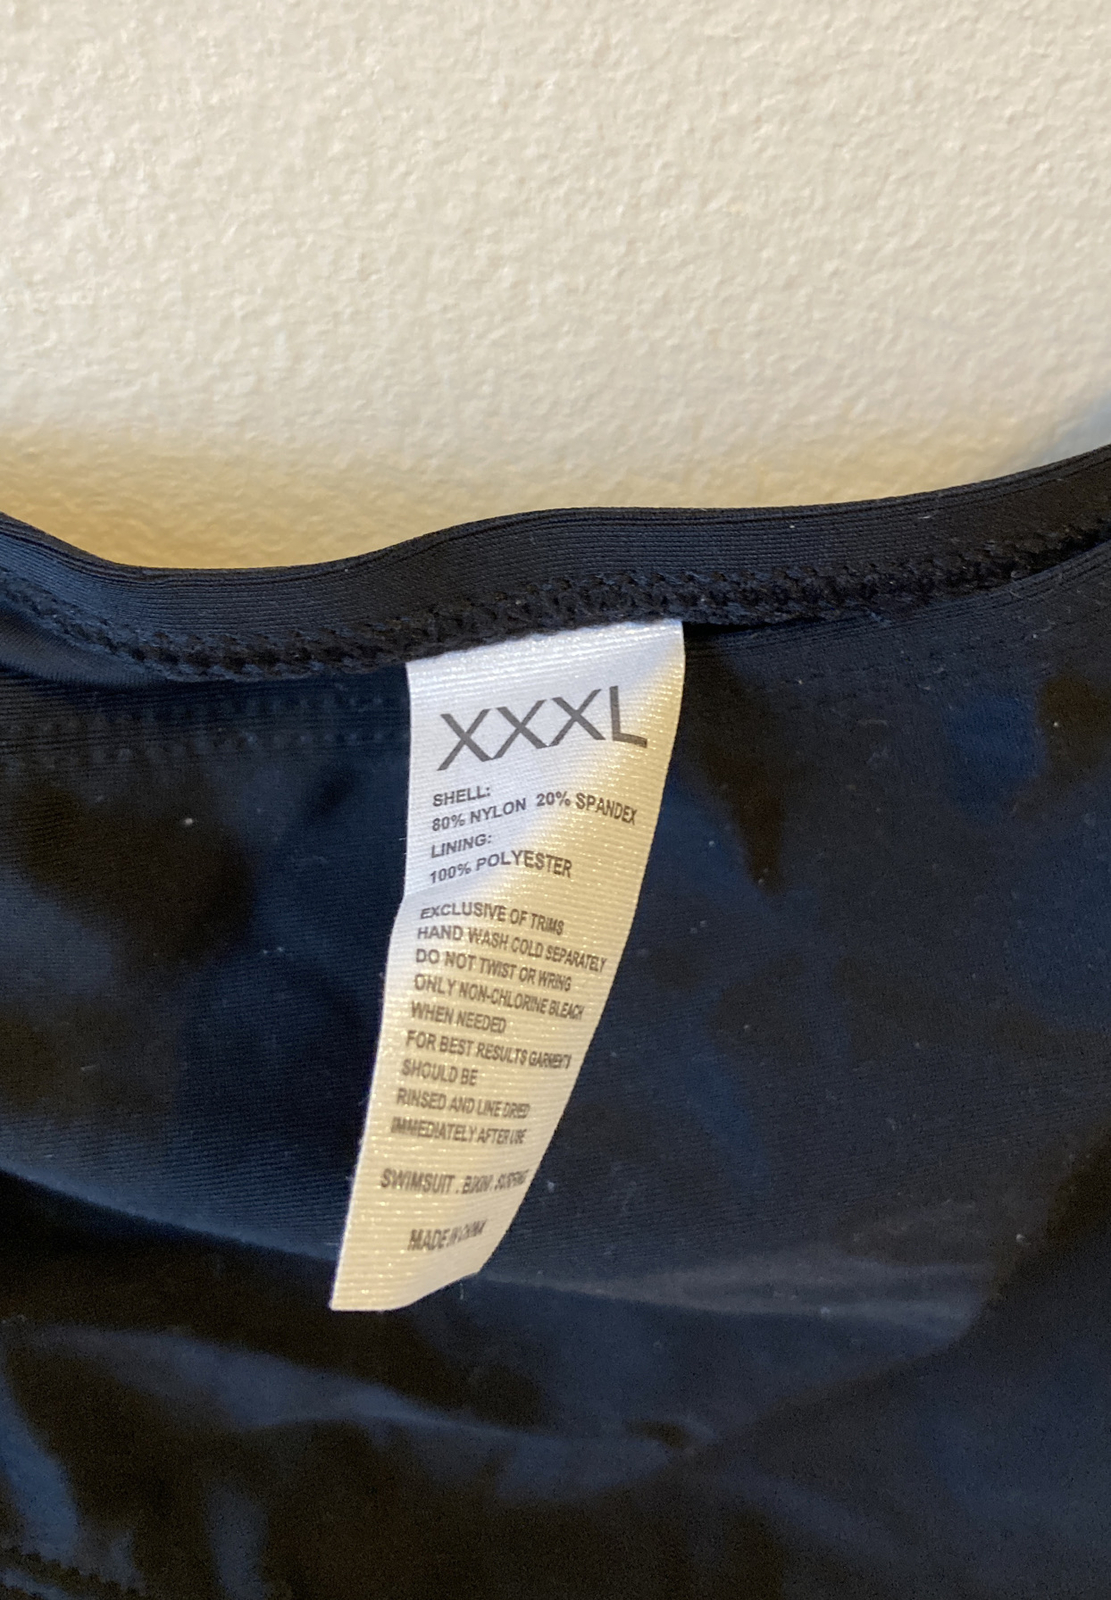 XXXL
SHELL:
80% NYLON 20% SPANDEX
LINING:
100% POLYESTER
EXCLUSIVE OF TRIMS
HAND WASH COLD SEPARATELY
DO NOT TWIST OR WRING
ONLY NON-CHLORINE BLEACH
WHEN NEEDED
FOR BEST RESULTS GARMENT
SHOULD BE
RINSED AND LINE DRIED
IMMEDIATELY AFTER USE
SWIMSUIT . BIKINI .
MADE IN CHINA